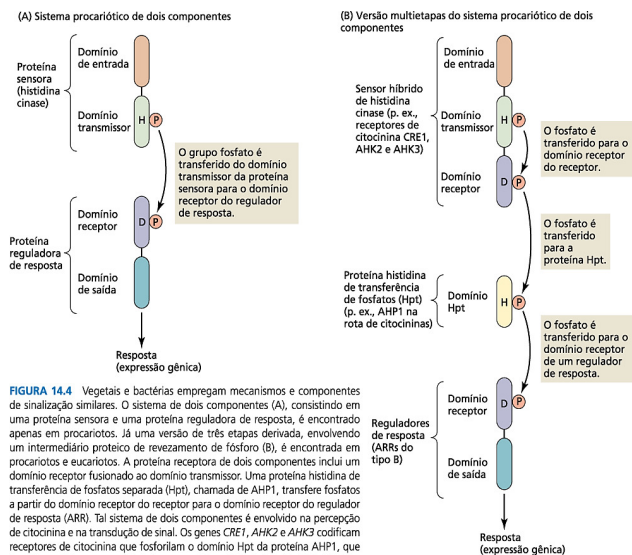 (A) Sistema procariótico de dois componentes
Proteína
sensora
(histidina
cinase)
Domínio
de entrada
Domínio
transmissor
H
P
O grupo fosfato é
transferido do domínio
transmissor da proteína
sensora para o domínio
receptor do regulador
de resposta.
Proteína
reguladora
de resposta
Domínio
receptor
D
P
Domínio
de saída
Resposta
(expressão gênica)
(B) Versão multietapas do sistema procariótico de dois
componentes
Sensor híbrido
de histidina
cinase (p. ex.,
receptores de
citocinina CRE1,
AHK2 e AHK3)
Domínio
de entrada
Domínio
transmissor
H
P
O fosfato é
transferido para o
domínio receptor
do receptor.
Domínio
receptor
D
P
O fosfato é
transferido
para a
proteína Hpt.
Proteína histidina
de transferência
de fosfatos (Hpt)
(p. ex., AHP1 na
rota de citocininas)
Domínio
Hpt
H
P
O fosfato é
transferido para o
domínio receptor
de um regulador
de resposta.
Reguladores
de resposta
(ARRs do
tipo B)
Domínio
receptor
D
P
Domínio
de saída
Resposta
(expressão gênica)
FIGURA 14.4 Vegetais e bactérias empregam mecanismos e componentes
de sinalização similares. O sistema de dois componentes (A), consistindo em
uma proteína sensora e uma proteína reguladora de resposta, é encontrado
apenas em procariotos. Já uma versão de três etapas derivada, envolvendo
um intermediário proteico de revezamento de fósforo (B), é encontrada em
procariotos e eucariotos. A proteína receptora de dois componentes inclui um
domínio receptor fusionado ao domínio transmissor. Uma proteína histidina de
transferência de fosfatos separada (Hpt), chamada de AHP1, transfere fosfatos
a partir do domínio receptor do receptor para o domínio receptor do regulador
de resposta (ARR). Tal sistema de dois componentes é envolvido na percepção
de citocinina e na transdução de sinal. Os genes CRE1, AHK2 e AHK3 codificam
receptores de citocinina que fosforilam o domínio Hpt da proteína AHP1, que